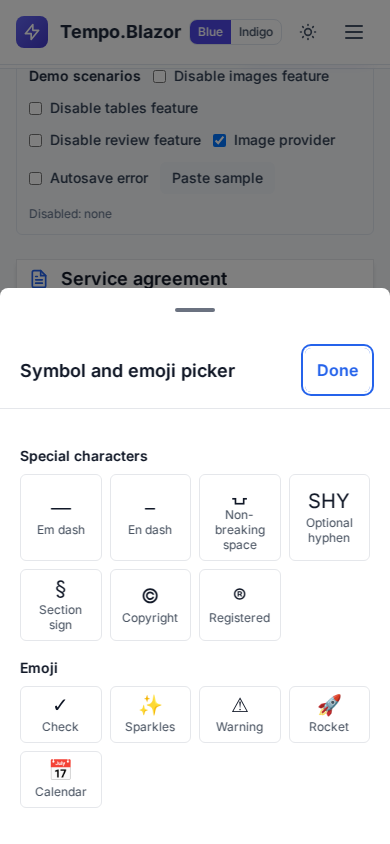 Tempo.Blazor Blue Indigo
Demo scenarios Disable images feature
Disable tables feature
Disable review feature Image provider
Autosave error Paste sample
Disabled: none
Service agreement
Symbol and emoji picker Done
Special characters
— – ⍽ SHY
Em dash En dash Non-breaking space Optional hyphen
§ © ®
Section sign Copyright Registered
Emoji
✓ ✨ ⚠ 🚀
Check Sparkles Warning Rocket
📅
Calendar